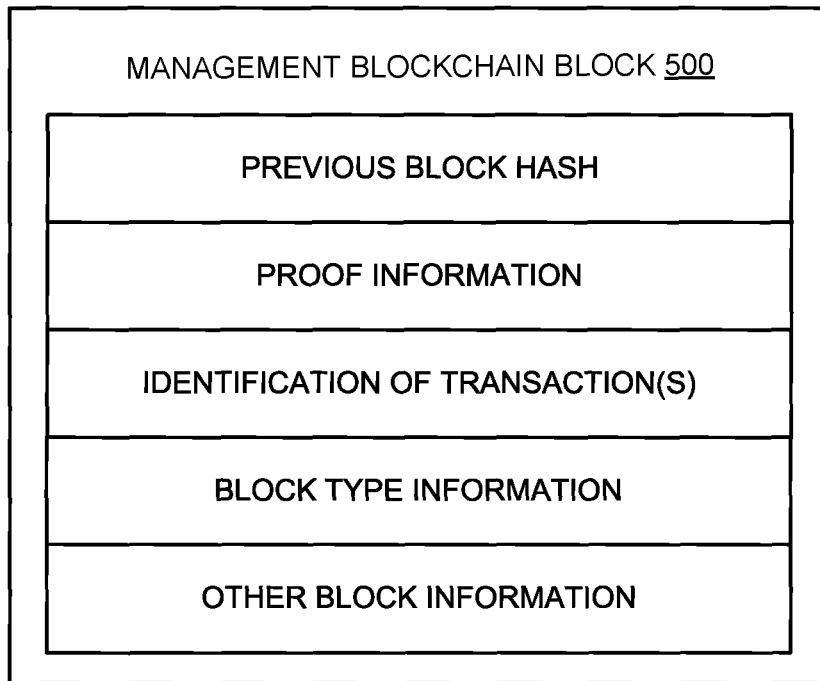 MANAGEMENT BLOCKCHAIN BLOCK 500
PREVIOUS BLOCK HASH
PROOF INFORMATION
IDENTIFICATION OF TRANSACTION(S)
BLOCK TYPE INFORMATION
OTHER BLOCK INFORMATION